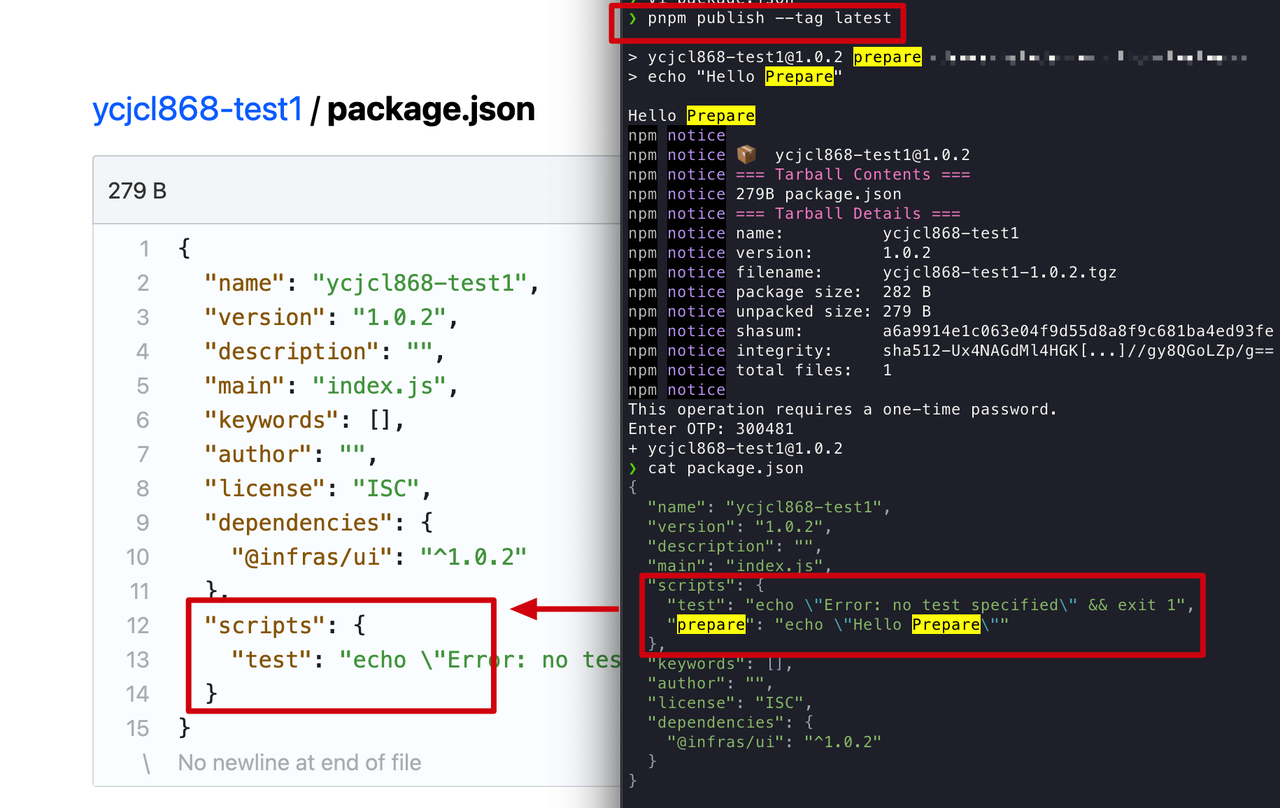 ycjcl868-test1 / package.json
279 B
1 {
2 "name": "ycjcl868-test1",
3 "version": "1.0.2",
4 "description": "",
5 "main": "index.js",
6 "keywords": [],
7 "author": "",
8 "license": "ISC",
9 "dependencies": {
10 "@infras/ui": "^1.0.2"
11 },
12 "scripts": {
13 "test": "echo \"Error: no tes
14 }
15 }
\ No newline at end of file
❯ vi package.json
❯ pnpm publish --tag latest
> ycjcl868-test1@1.0.2 prepare
> echo "Hello Prepare"
Hello Prepare
npm notice
npm notice 📦 ycjcl868-test1@1.0.2
npm notice === Tarball Contents ===
npm notice 279B package.json
npm notice === Tarball Details ===
npm notice name: ycjcl868-test1
npm notice version: 1.0.2
npm notice filename: ycjcl868-test1-1.0.2.tgz
npm notice package size: 282 B
npm notice unpacked size: 279 B
npm notice shasum: a6a9914e1c063e04f9d55d8a8f9c681ba4ed93fe
npm notice integrity: sha512-Ux4NAGdMl4HGK[...]//gy8QGoLZp/g==
npm notice total files: 1
npm notice
This operation requires a one-time password.
Enter OTP: 300481
+ ycjcl868-test1@1.0.2
❯ cat package.json
{
"name": "ycjcl868-test1",
"version": "1.0.2",
"description": "",
"main": "index.js",
"scripts": {
"test": "echo \"Error: no test specified\" && exit 1",
"prepare": "echo \"Hello Prepare\""
},
"keywords": [],
"author": "",
"license": "ISC",
"dependencies": {
"@infras/ui": "^1.0.2"
}
}